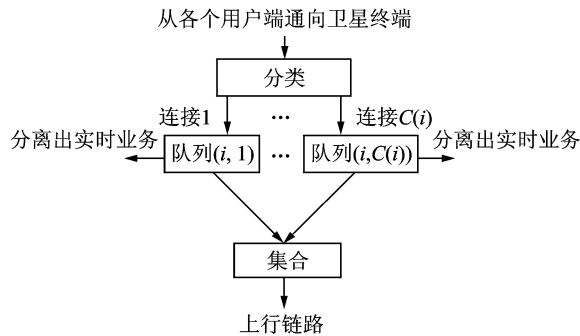 从各个用户端通向卫星终端
分类
连接1 ··· 连接C(i)
分离出实时业务 队列(i, 1) ··· 队列(i,C(i)) 分离出实时业务
集合
上行链路